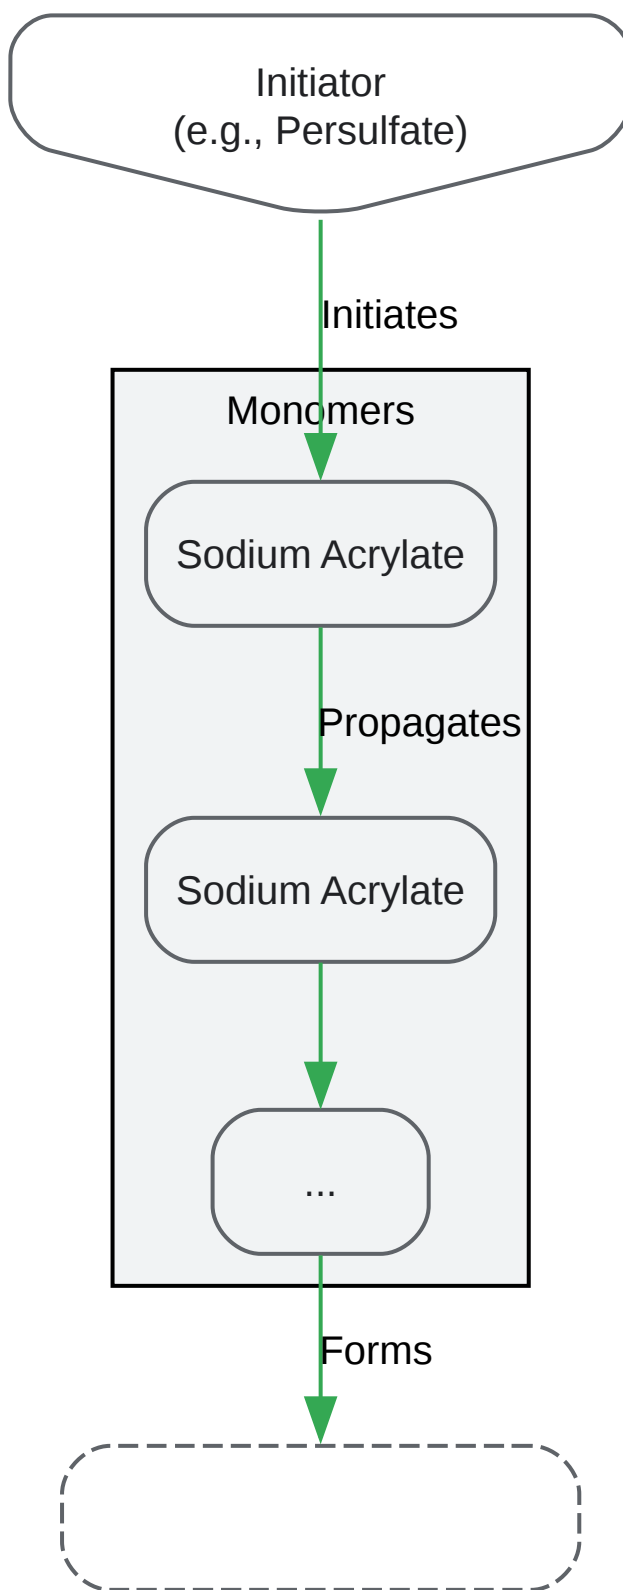 Initiator
(e.g., Persulfate)
Initiates
Monomers
Sodium Acrylate
Propagates
Sodium Acrylate
...
Forms